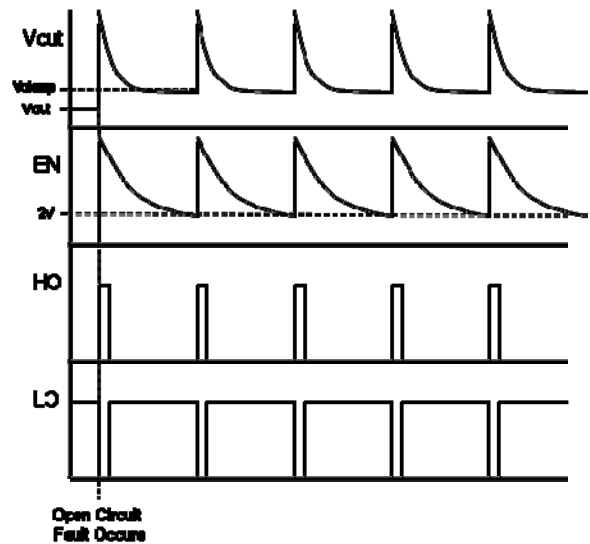 Vout
Vclamp
Vout
EN
2V
HO
LO
Open Circuit
Fault Occurs